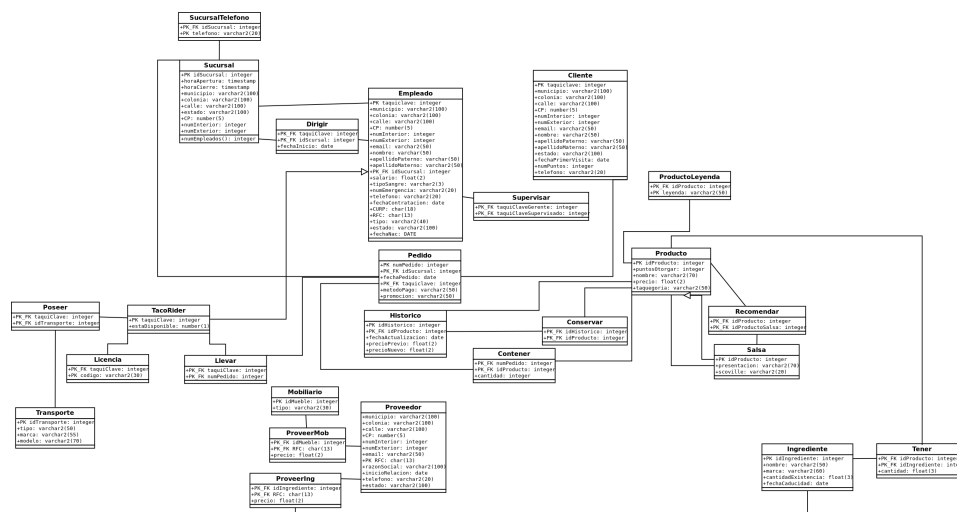 SucursalTelefono
+PK_FK idSucursal: integer
+PK telefono: varchar2(20)
Sucursal
+PK idSucursal: integer
+horaApertura: timestamp
+horaCierre: timestamp
+municipio: varchar2(100)
+colonia: varchar2(100)
+calle: varchar2(100)
+estado: varchar2(100)
+CP: number(5)
+numInterior: integer
+numExterior: integer
+numEmpleados(): integer
Empleado
+PK taquiclave: integer
+municipio: varchar2(100)
+colonia: varchar2(100)
+calle: varchar2(100)
+CP: number(5)
+numInterior: integer
+numExterior: integer
+email: varchar2(50)
+nombre: varchar(50)
+apellidoPaterno: varchar(50)
+apellidoMaterno: varchar2(50)
+PK_FK idSucursal: integer
+salario: float(2)
+tipoSangre: varchar2(3)
+numEmergencia: varchar2(20)
+telefono: varchar2(20)
+fechaContratacion: date
+CURP: char(18)
+RFC: char(13)
+tipo: varchar2(40)
+estado: varchar2(100)
+fechaNac: DATE
Dirigir
+PK_FK taquiClave: integer
+PK_FK idScursal: integer
+fechaInicio: date
Cliente
+PK taquiclave: integer
+municipio: varchar2(100)
+colonia: varchar2(100)
+calle: varchar2(100)
+CP: number(5)
+numInterior: integer
+numExterior: integer
+email: varchar2(50)
+nombre: varchar2(50)
+apellidoPaterno: varchar2(50)
+apellidoMaterno: varchar2(50)
+estado: varchar2(100)
+fechaPrimerVisita: date
+numPuntos: integer
+telefono: varchar2(20)
Supervisar
+PK_FK taquiClaveGerente: integer
+PK_FK taquiClaveSupervisado: integer
ProductoLeyenda
+PK_FK idProducto: integer
+PK leyenda: varchar2(50)
Pedido
+PK numPedido: integer
+PK_FK idSucursal: integer
+fechaPedido: date
+PK_FK taquiclave: integer
+metodoPago: varchar2(50)
+promocion: varchar2(50)
Producto
+PK idProducto: integer
+puntosOtorgar: integer
+nombre: varchar2(70)
+precio: float(2)
+taquegoria: varchar2(50)
Poseer
+PK_FK taquiClave: integer
+PK_FK idTransporte: integer
TacoRider
+PK taquiClave: integer
+estaDisponible: number(1)
Historico
+PK idHistorico: integer
+PK_FK idProducto: integer
+fechaActualizacion: date
+precioPrevio: float(2)
+precioNuevo: float(2)
Conservar
+PK_FK idHistorico: integer
+PK_FK idProducto: integer
Recomendar
+PK_FK idProducto: integer
+PK_FK idProductoSalsa: integer
Licencia
+PK_FK taquiClave: integer
+PK codigo: varchar2(30)
Llevar
+PK_FK taquiClave: integer
+PK_FK numPedido: integer
Contener
+PK_FK numPedido: integer
+PK_FK idProducto: integer
+cantidad: integer
Salsa
+PK idProducto: integer
+presentacion: varchar2(70)
+scoville: varchar2(20)
Transporte
+PK idTransporte: integer
+tipo: varchar2(50)
+marca: varchar2(55)
+modulo: varchar2(70)
Mobiliario
+PK idMueble: integer
+tipo: varchar2(30)
ProveerMob
+PK_FK idMueble: integer
+PK_FK RFC: char(13)
+precio: float(2)
Proveedor
+municipio: varchar2(100)
+colonia: varchar2(100)
+calle: varchar2(100)
+CP: number(5)
+numInterior: integer
+numExterior: integer
+email: varchar2(50)
+PK RFC: char(13)
+razonSocial: varchar2(100)
+inicioRelacion: date
+telefono: varchar2(20)
+estado: varchar2(100)
ProveerIng
+PK_FK idIngrediente: integer
+PK_FK RFC: char(13)
+precio: float(2)
Ingrediente
+PK idIngrediente: integer
+nombre: varchar2(50)
+marca: varchar2(60)
+cantidadExistencia: float(3)
+fechaCaducidad: date
Tener
+PK_FK idProducto: integer
+PK_FK idIngrediente: int
+cantidad: float(3)